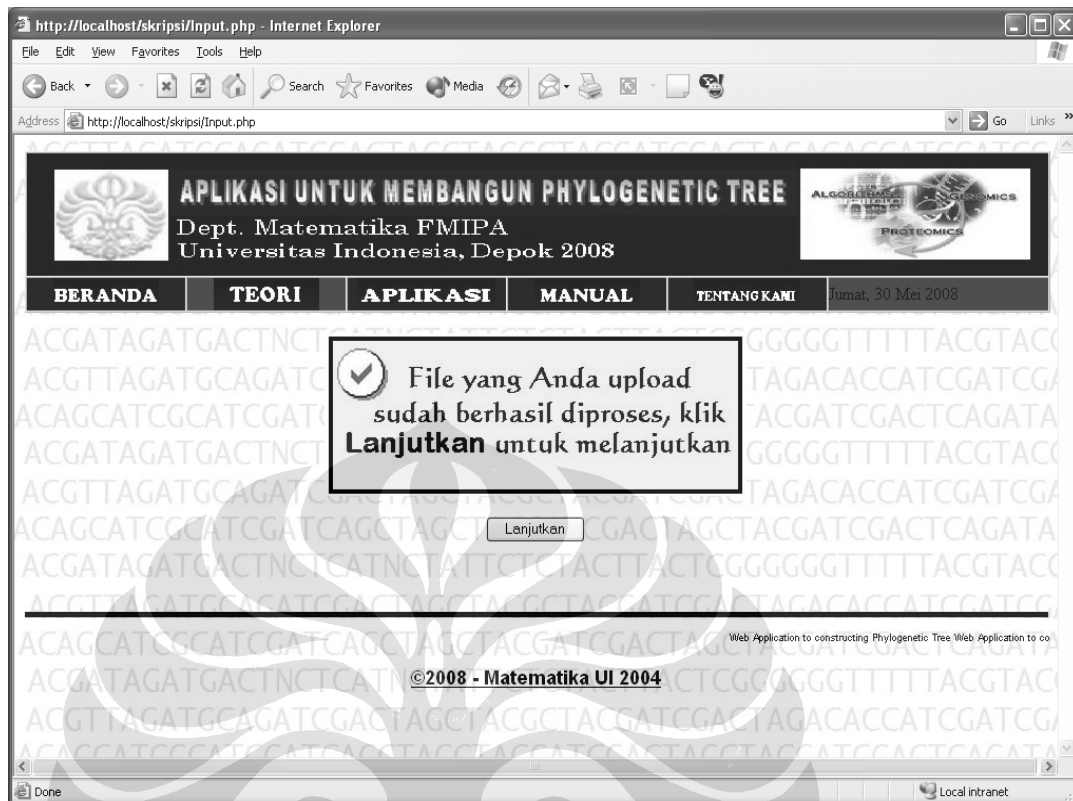 http://localhost/skripsi/Input.php - Internet Explorer
File Edit View Favorites Tools Help
Back Search Favorites Media
Address http://localhost/skripsi/Input.php Go Links »
APLIKASI UNTUK MEMBANGUN PHYLOGENETIC TREE
Dept. Matematika FMIPA
Universitas Indonesia, Depok 2008
ALGORITHMS GENOMICS
PROTEOMICS
BERANDA TEORI APLIKASI MANUAL TENTANG KAMI Jumat, 30 Mei 2008
File yang Anda upload
sudah berhasil diproses, klik
Lanjutkan untuk melanjutkan
Lanjutkan
Web Application to constructing Phylogenetic Tree Web Application to co
©2008 - Matematika UI 2004
Done Local intranet